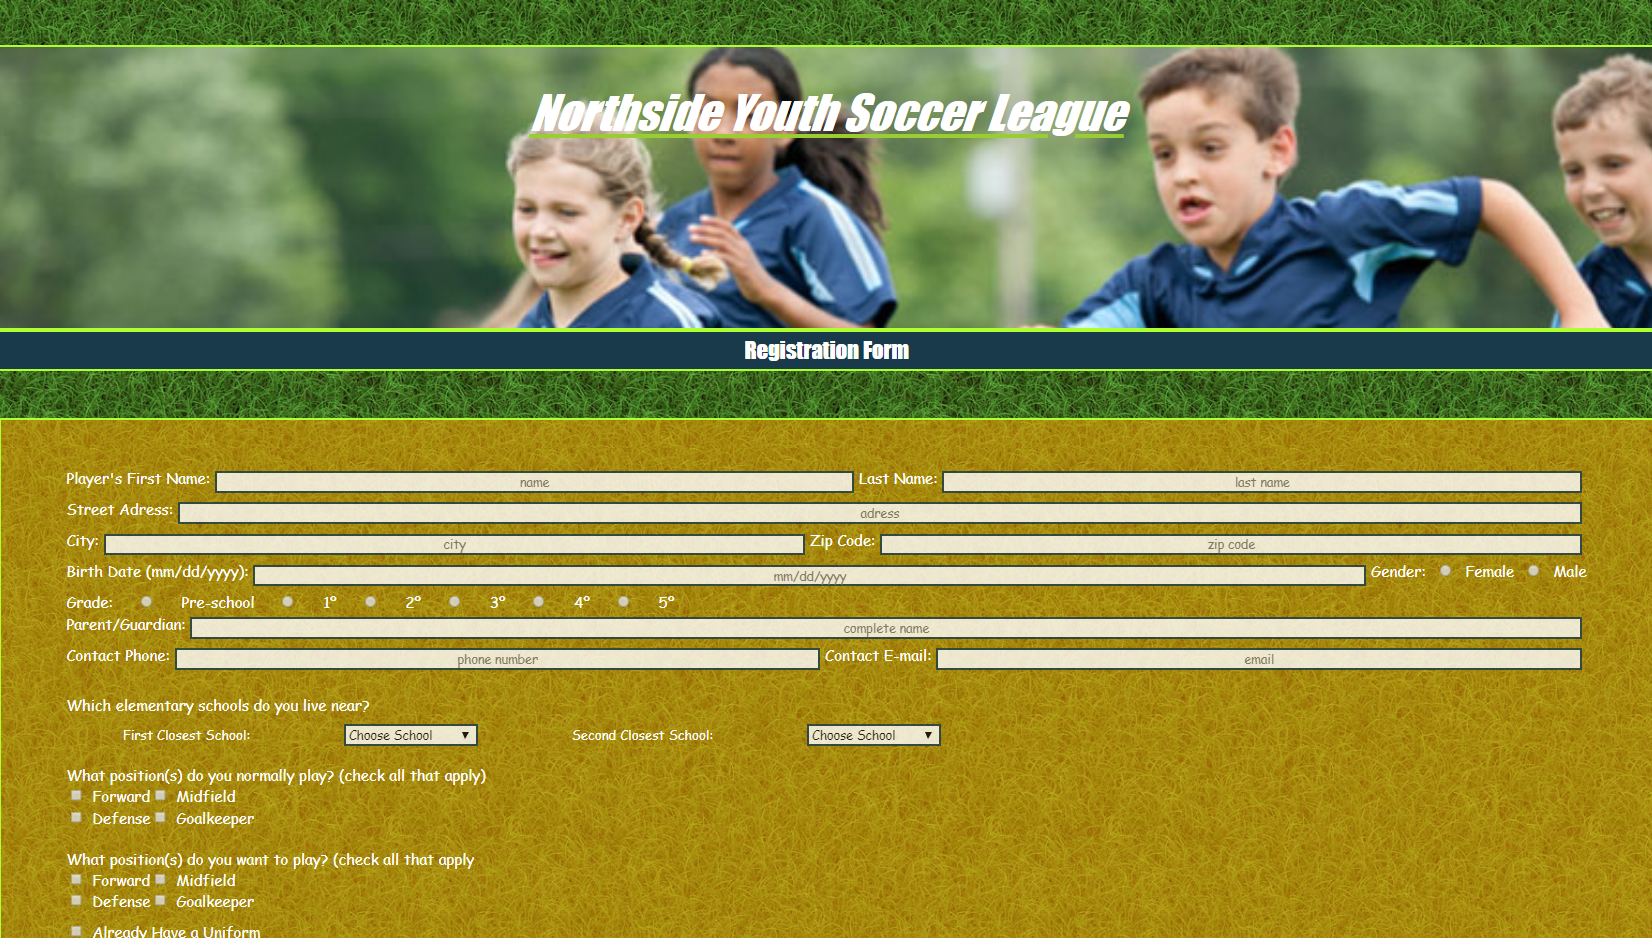 Northside Youth Soccer League
Registration Form
Player's First Name: name Last Name: last name
Street Adress: adress
City: city Zip Code: zip code
Birth Date (mm/dd/yyyy): mm/dd/yyyy Gender: Female Male
Grade: Pre-school 1º 2º 3º 4º 5º
Parent/Guardian: complete name
Contact Phone: phone number Contact E-mail: email
Which elementary schools do you live near?
First Closest School: Choose School Second Closest School: Choose School
What position(s) do you normally play? (check all that apply)
Forward Midfield
Defense Goalkeeper
What position(s) do you want to play? (check all that apply
Forward Midfield
Defense Goalkeeper
Already Have a Uniform